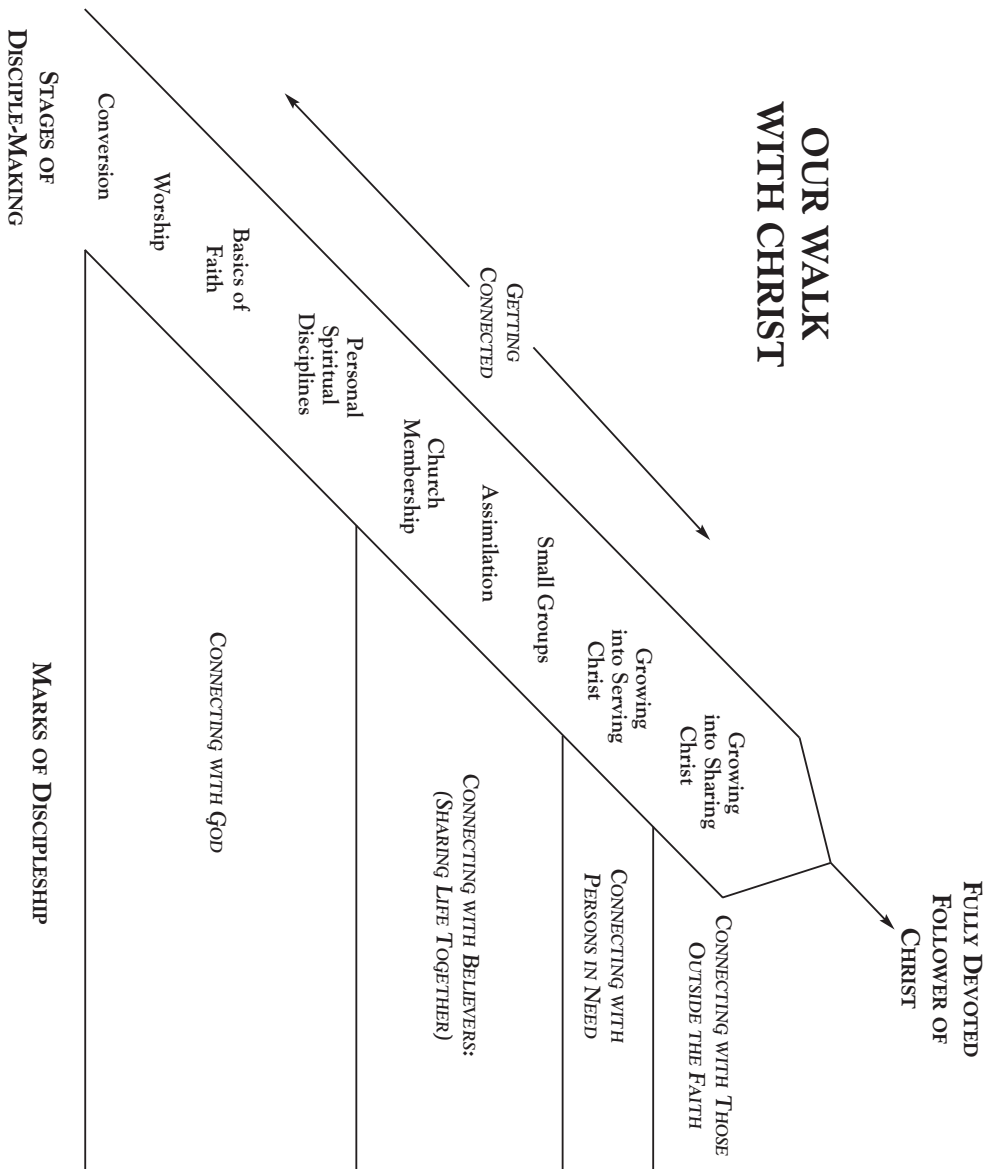 OUR WALK
WITH CHRIST
GETTING
CONNECTED
FULLY DEVOTED
FOLLOWER OF
CHRIST
Growing
into Sharing
Christ
Growing
into Serving
Christ
Small Groups
Assimilation
Church
Membership
Personal
Spiritual
Disciplines
Basics of
Faith
Worship
Conversion
STAGES OF
DISCIPLE-MAKING
CONNECTING WITH THOSE
OUTSIDE THE FAITH
CONNECTING WITH
PERSONS IN NEED
CONNECTING WITH BELIEVERS:
(SHARING LIFE TOGETHER)
CONNECTING WITH GOD
MARKS OF DISCIPLESHIP